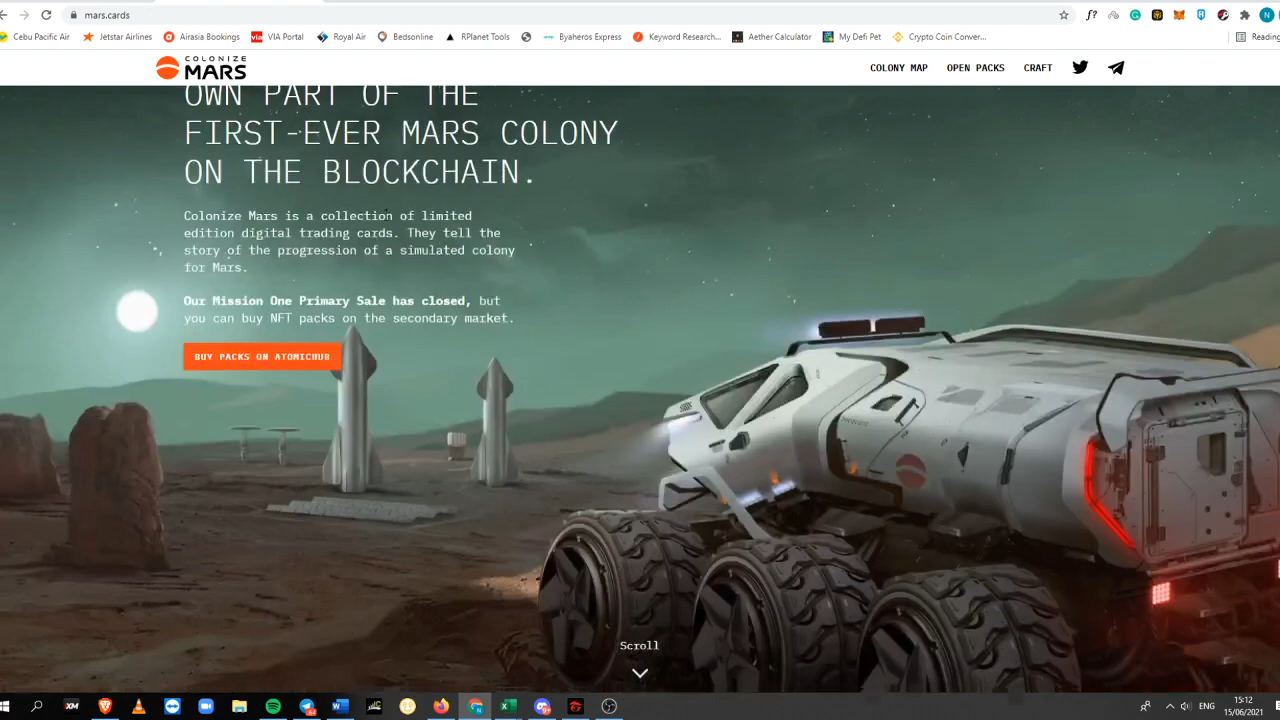 mars.cards
Cebu Pacific Air
Jetstar Airlines
Airasia Bookings
VIA Portal
Royal Air
Bedsonline
RPlanet Tools
Byaheros Express
Keyword Research...
Aether Calculator
My Defi Pet
Crypto Coin Conver...
Reading
COLONIZE
MARS
COLONY MAP
OPEN PACKS
CRAFT
OWN PART OF THE
FIRST-EVER MARS COLONY
ON THE BLOCKCHAIN.
Colonize Mars is a collection of limited
edition digital trading cards. They tell the
story of the progression of a simulated colony
for Mars.
Our Mission One Primary Sale has closed, but
you can buy NFT packs on the secondary market.
BUY PACKS ON ATOMICHUB
Scroll
ENG
15:12
15/06/2021